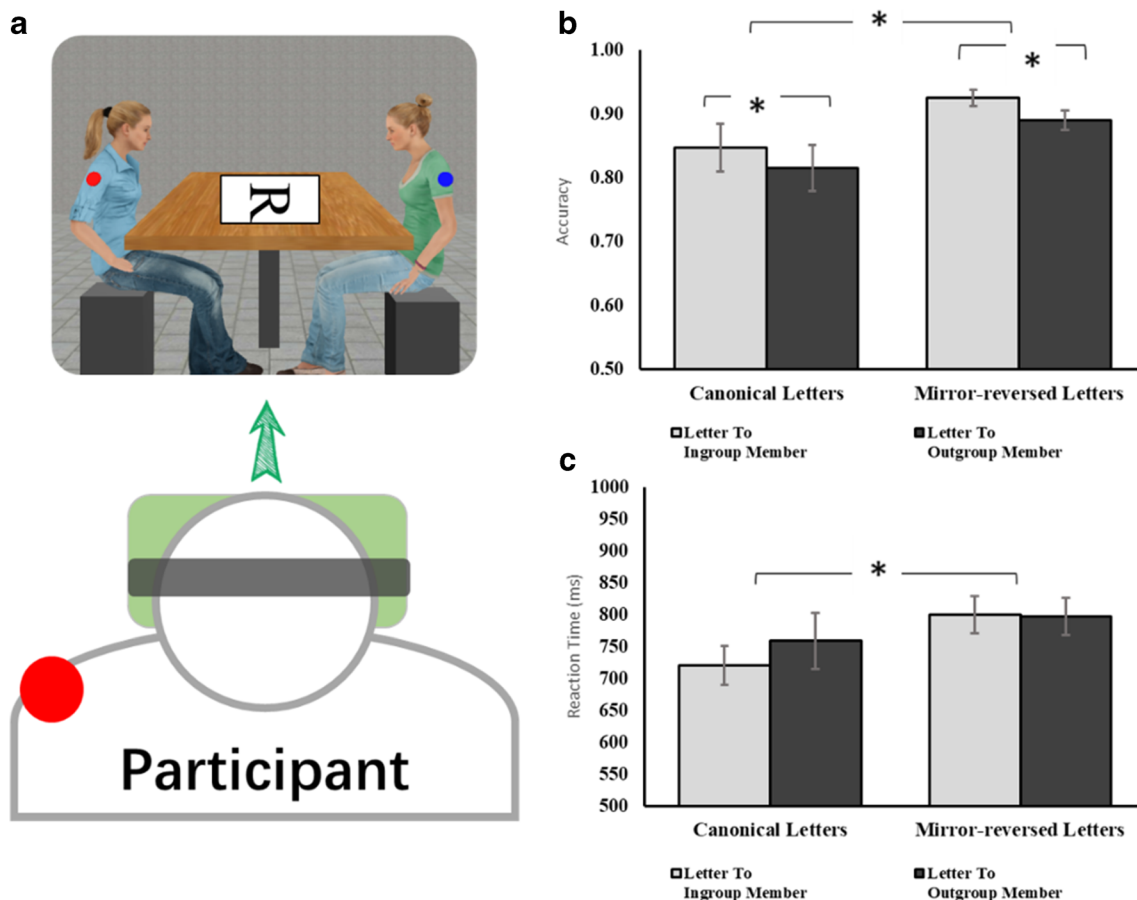 a
R
Participant
b
*
*
*
1.00
0.90
0.80
0.70
0.60
0.50
Accuracy
Canonical Letters
Mirror-reversed Letters
Letter To
Ingroup Member
Letter To
Outgroup Member
c
1000
950
900
850
800
750
700
650
600
550
500
Reaction Time (ms)
*
Canonical Letters
Mirror-reversed Letters
Letter To
Ingroup Member
Letter To
Outgroup Member